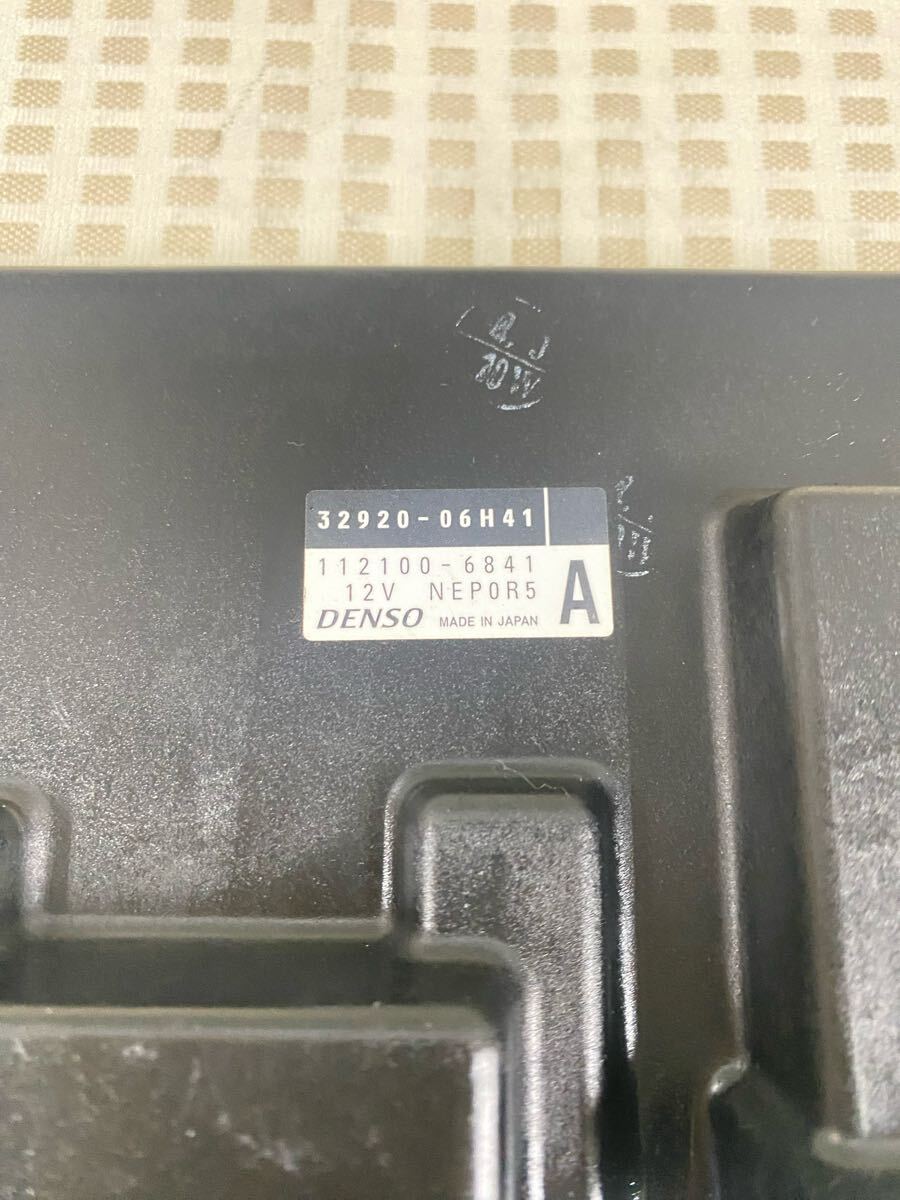 32920-06H41
112100-6841
12V NEP0R5
A
DENSO MADE IN JAPAN